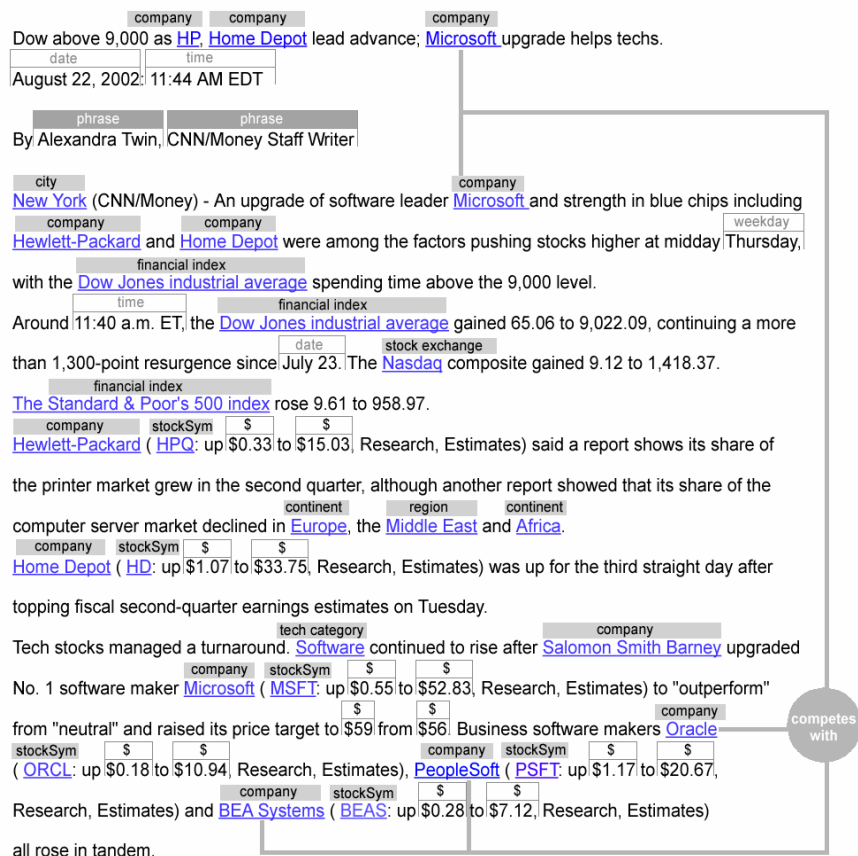 company company company
Dow above 9,000 as HP, Home Depot lead advance; Microsoft upgrade helps techs.
date time
August 22, 2002: 11:44 AM EDT
phrase phrase
By Alexandra Twin, CNN/Money Staff Writer
city company
New York (CNN/Money) - An upgrade of software leader Microsoft and strength in blue chips including
company company weekday
Hewlett-Packard and Home Depot were among the factors pushing stocks higher at midday Thursday,
financial index
with the Dow Jones industrial average spending time above the 9,000 level.
time financial index
Around 11:40 a.m. ET, the Dow Jones industrial average gained 65.06 to 9,022.09, continuing a more
date stock exchange
than 1,300-point resurgence since July 23. The Nasdaq composite gained 9.12 to 1,418.37.
financial index
The Standard & Poor's 500 index rose 9.61 to 958.97.
company stockSym $ $
Hewlett-Packard ( HPQ: up $0.33 to $15.03, Research, Estimates) said a report shows its share of
the printer market grew in the second quarter, although another report showed that its share of the
continent region continent
computer server market declined in Europe, the Middle East and Africa.
company stockSym $ $
Home Depot ( HD: up $1.07 to $33.75, Research, Estimates) was up for the third straight day after
topping fiscal second-quarter earnings estimates on Tuesday.
tech category company
Tech stocks managed a turnaround. Software continued to rise after Salomon Smith Barney upgraded
company stockSym $ $
No. 1 software maker Microsoft ( MSFT: up $0.55 to $52.83, Research, Estimates) to "outperform"
$ $ company
from "neutral" and raised its price target to $59 from $56. Business software makers Oracle
competes
with
stockSym $ $ company stockSym $ $
( ORCL: up $0.18 to $10.94, Research, Estimates), PeopleSoft ( PSFT: up $1.17 to $20.67,
company stockSym $ $
Research, Estimates) and BEA Systems ( BEAS: up $0.28 to $7.12, Research, Estimates)
all rose in tandem.